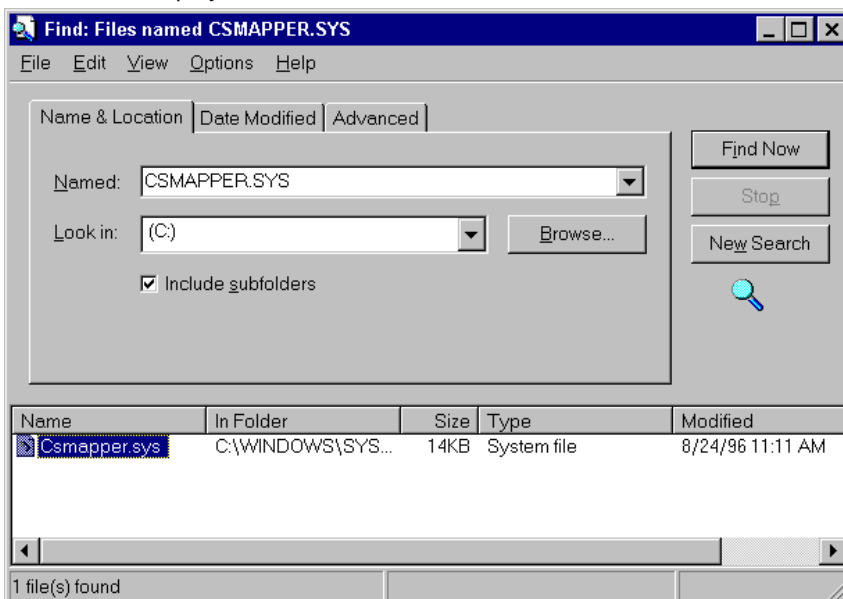 Find: Files named CSMAPPER.SYS
File Edit View Options Help
Name & Location Date Modified Advanced
Find Now
Named: CSMAPPER.SYS
Stop
Look in: (C:) Browse...
New Search
Include subfolders
Name In Folder Size Type Modified
Csmapper.sys C:\WINDOWS\SYS... 14KB System file 8/24/96 11:11 AM
1 file(s) found